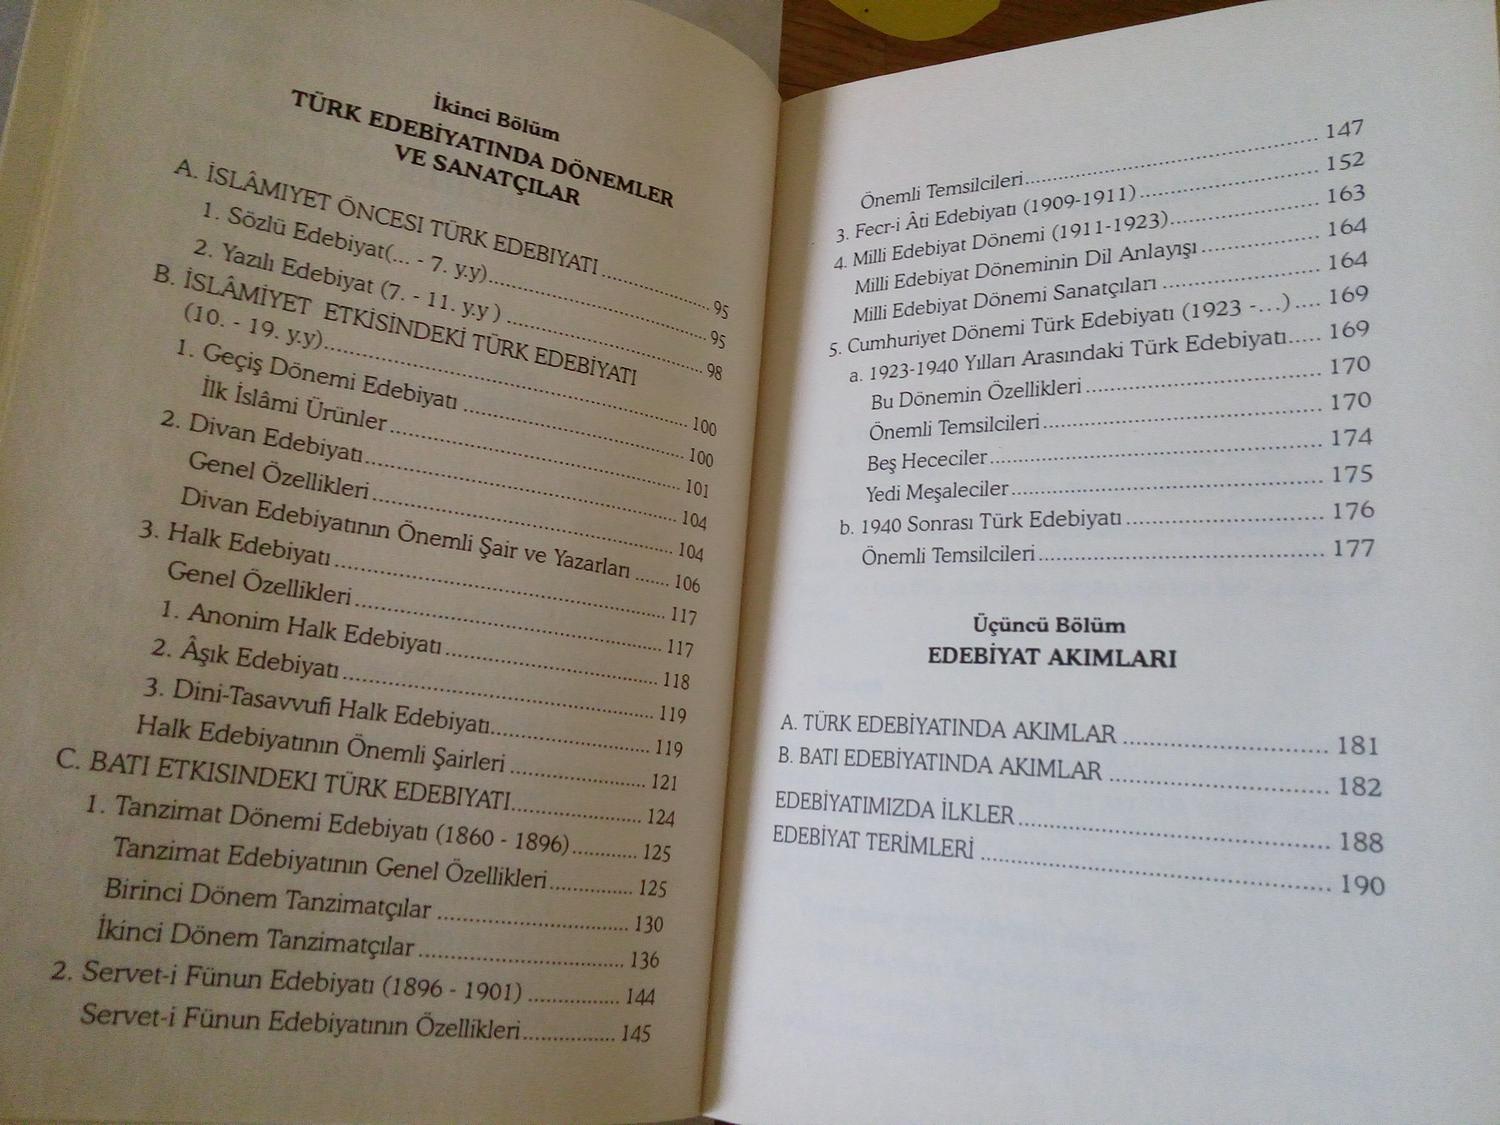 İkinci Bölüm
TÜRK EDEBİYATINDA DÖNEMLER
VE SANATÇILAR
A. İSLÂMIYET ÖNCESI TÜRK EDEBIYATI .......... 95
1. Sözlü Edebiyat(... - 7. y.y) .......... 95
2. Yazılı Edebiyat (7. - 11. y.y ) .......... 98
B. İSLÂMİYET ETKİSİNDEKİ TÜRK EDEBİYATI
(10. - 19. y.y) .......... 100
1. Geçiş Dönemi Edebiyatı .......... 100
İlk İslâmi Ürünler .......... 101
2. Divan Edebiyatı .......... 104
Genel Özellikleri .......... 104
Divan Edebiyatının Önemli Şair ve Yazarları ...... 106
3. Halk Edebiyatı .......... 117
Genel Özellikleri .......... 117
1. Anonim Halk Edebiyatı .......... 118
2. Âşık Edebiyatı .......... 119
3. Dini-Tasavvufi Halk Edebiyatı .......... 119
Halk Edebiyatının Önemli Şairleri .......... 121
C. BATI ETKISINDEKI TÜRK EDEBIYATI .......... 124
1. Tanzimat Dönemi Edebiyatı (1860 - 1896) .......... 125
Tanzimat Edebiyatının Genel Özellikleri .......... 125
Birinci Dönem Tanzimatçılar .......... 130
İkinci Dönem Tanzimatçılar .......... 136
2. Servet-i Fünun Edebiyatı (1896 - 1901) .......... 144
Servet-i Fünun Edebiyatının Özellikleri .......... 145
Önemli Temsilcileri .......... 147
3. Fecr-i Âti Edebiyatı (1909-1911) .......... 152
4. Milli Edebiyat Dönemi (1911-1923) .......... 163
Milli Edebiyat Döneminin Dil Anlayışı .......... 164
Milli Edebiyat Dönemi Sanatçıları .......... 164
5. Cumhuriyet Dönemi Türk Edebiyatı (1923 -...) .... 169
a. 1923-1940 Yılları Arasındaki Türk Edebiyatı ..... 169
Bu Dönemin Özellikleri .......... 170
Önemli Temsilcileri .......... 170
Beş Hececiler .......... 174
Yedi Meşaleciler .......... 175
b. 1940 Sonrası Türk Edebiyatı .......... 176
Önemli Temsilcileri .......... 177
Üçüncü Bölüm
EDEBİYAT AKIMLARI
A. TÜRK EDEBİYATINDA AKIMLAR .......... 181
B. BATI EDEBİYATINDA AKIMLAR .......... 182
EDEBİYATIMIZDA İLKLER .......... 188
EDEBİYAT TERİMLERİ .......... 190